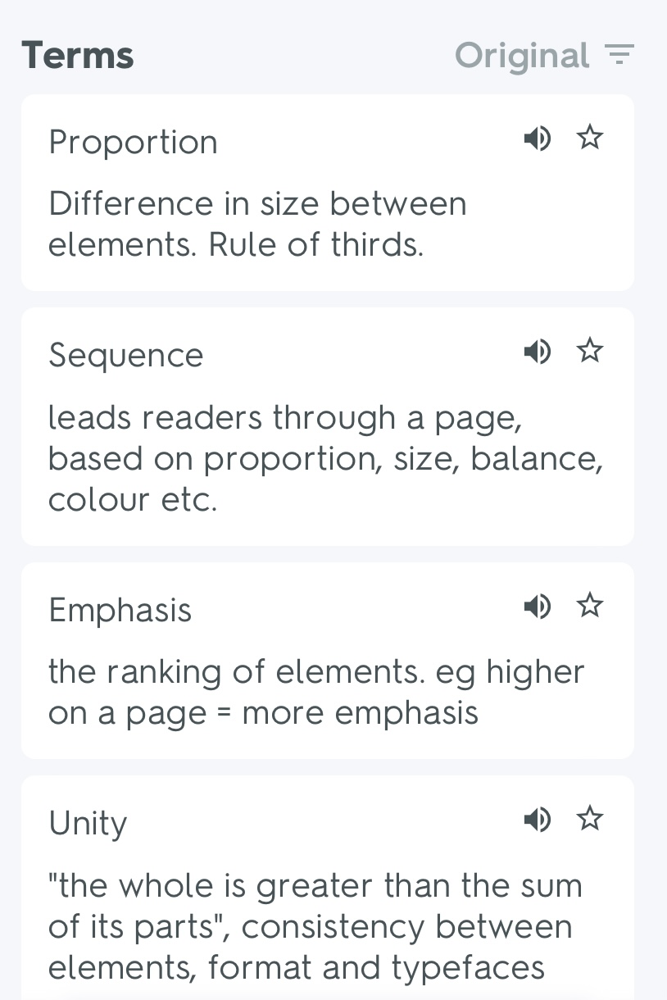 Terms
Original
Proportion
Difference in size between
elements. Rule of thirds.
Sequence
leads readers through a page,
based on proportion, size, balance,
colour etc.
Emphasis
the ranking of elements. eg higher
on a page = more emphasis
Unity
"the whole is greater than the sum
of its parts", consistency between
elements, format and typefaces